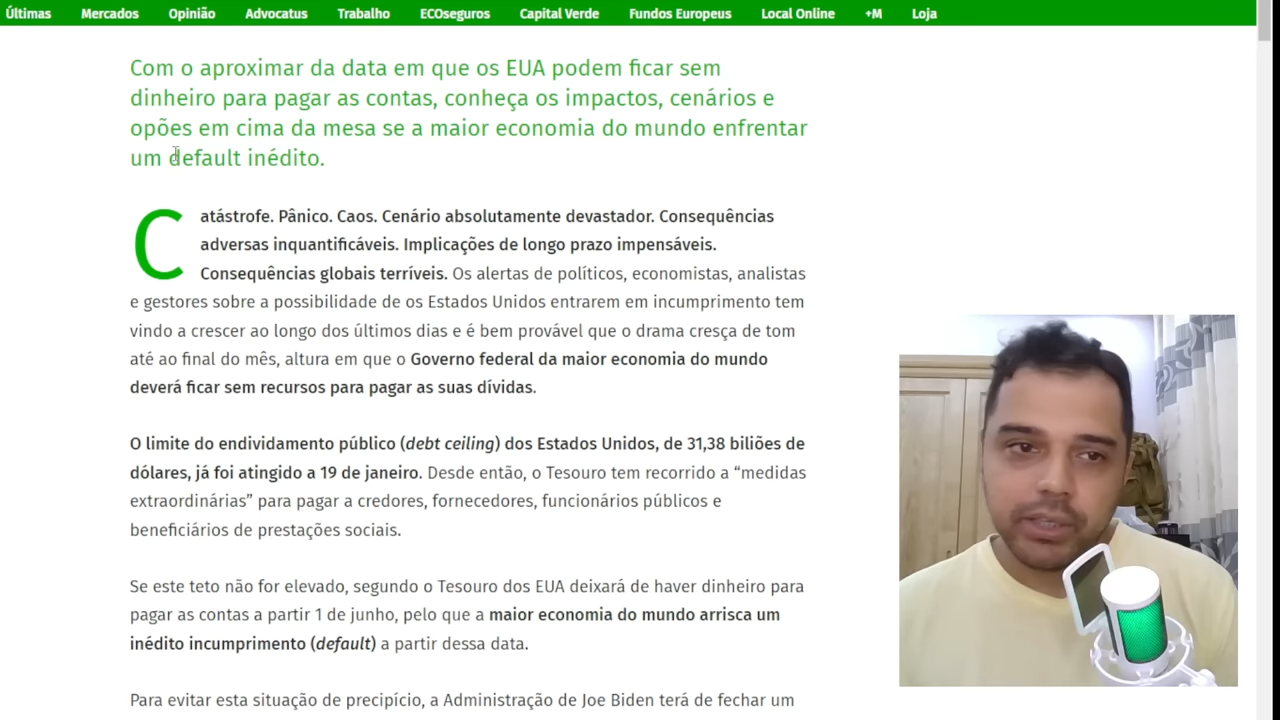 Últimas Mercados Opinião Advocatus Trabalho ECOseguros Capital Verde Fundos Europeus Local Online +M Loja
Com o aproximar da data em que os EUA podem ficar sem
dinheiro para pagar as contas, conheça os impactos, cenários e
opões em cima da mesa se a maior economia do mundo enfrentar
um default inédito.
Catástrofe. Pânico. Caos. Cenário absolutamente devastador. Consequências
adversas inquantificáveis. Implicações de longo prazo impensáveis.
Consequências globais terríveis. Os alertas de políticos, economistas, analistas
e gestores sobre a possibilidade de os Estados Unidos entrarem em incumprimento tem
vindo a crescer ao longo dos últimos dias e é bem provável que o drama cresça de tom
até ao final do mês, altura em que o Governo federal da maior economia do mundo
deverá ficar sem recursos para pagar as suas dívidas.
O limite do endividamento público (debt ceiling) dos Estados Unidos, de 31,38 biliões de
dólares, já foi atingido a 19 de janeiro. Desde então, o Tesouro tem recorrido a “medidas
extraordinárias” para pagar a credores, fornecedores, funcionários públicos e
beneficiários de prestações sociais.
Se este teto não for elevado, segundo o Tesouro dos EUA deixará de haver dinheiro para
pagar as contas a partir 1 de junho, pelo que a maior economia do mundo arrisca um
inédito incumprimento (default) a partir dessa data.
Para evitar esta situação de precipício, a Administração de Joe Biden terá de fechar um